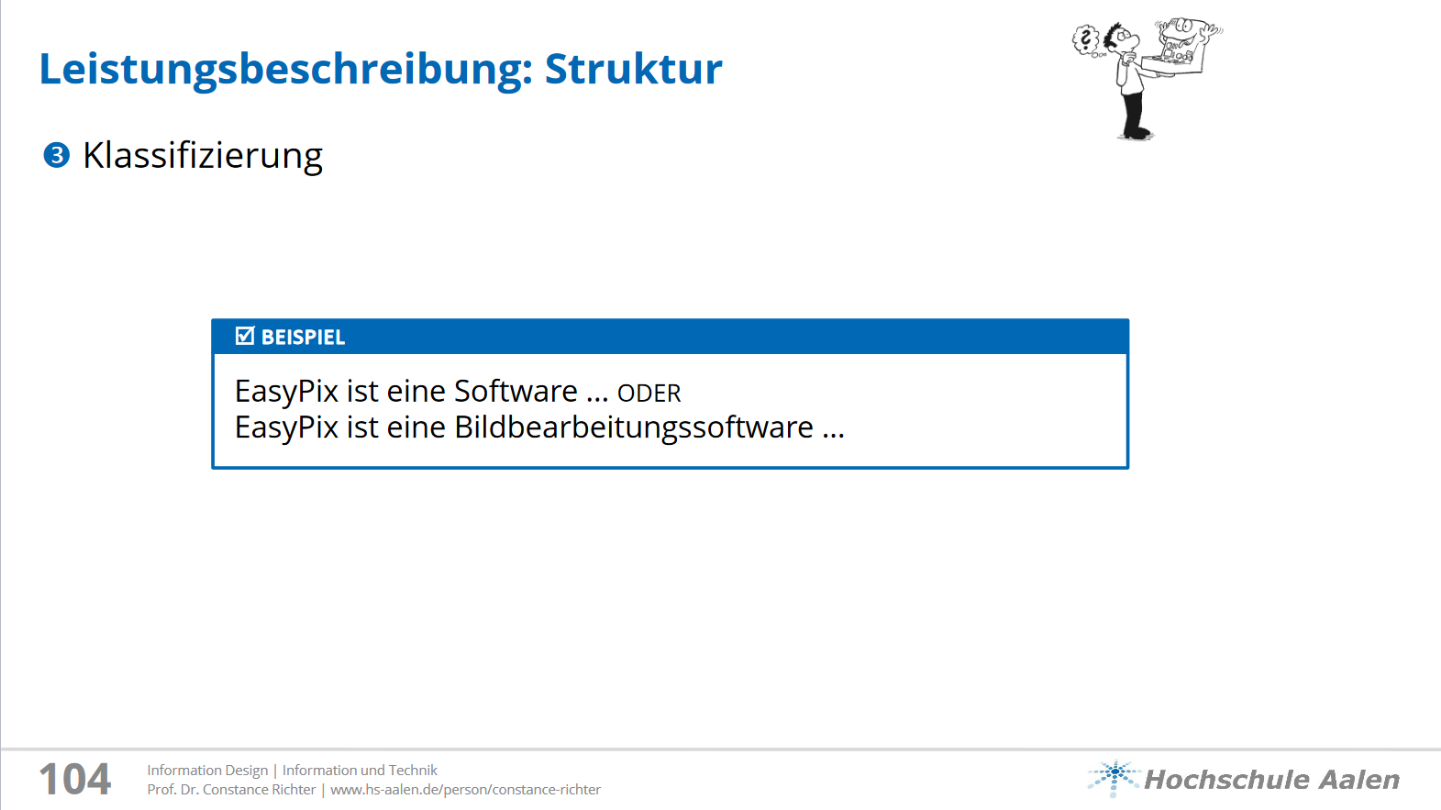 Leistungsbeschreibung: Struktur
?
❸ Klassifizierung
☑ BEISPIEL
EasyPix ist eine Software ... ODER
EasyPix ist eine Bildbearbeitungssoftware ...
104
Information Design | Information und Technik
Prof. Dr. Constance Richter | www.hs-aalen.de/person/constance-richter
Hochschule Aalen